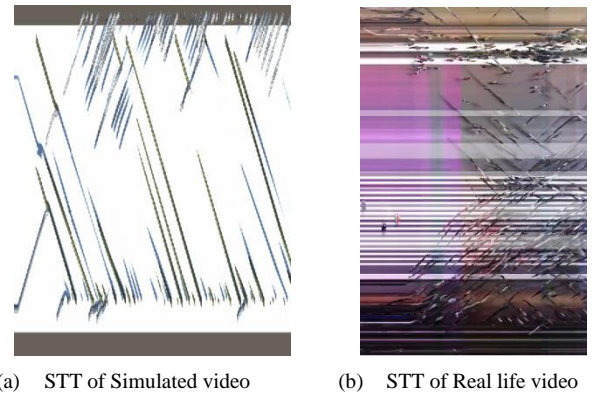 (a) STT of Simulated video
(b) STT of Real life video